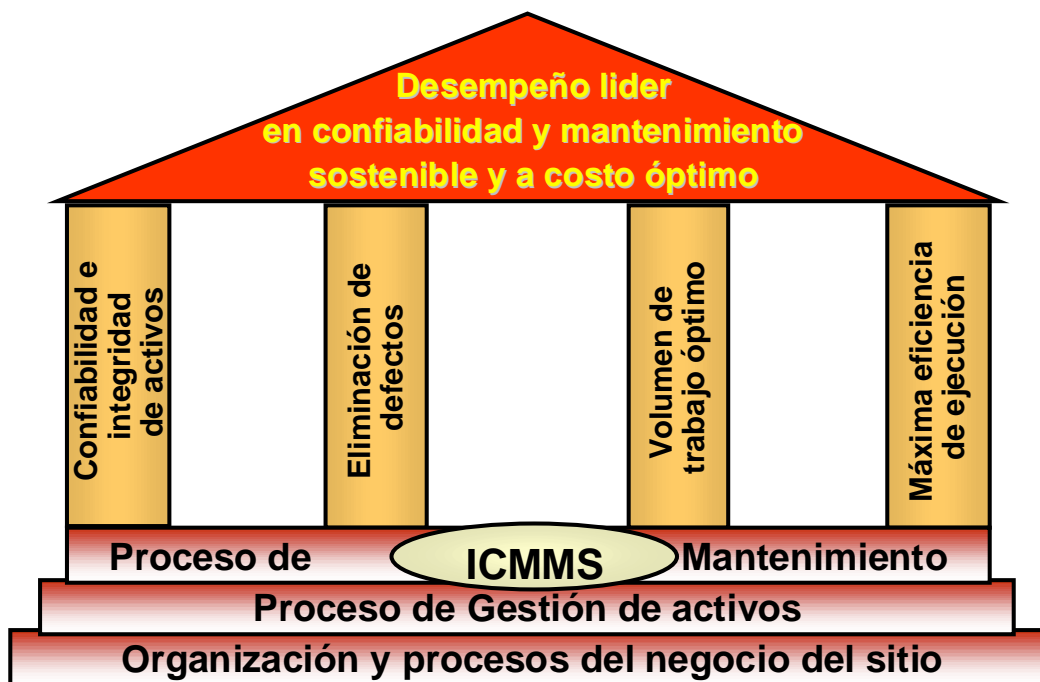 Desempeño lider
en confiabilidad y mantenimiento
sostenible y a costo óptimo
Confiabilidad e
integridad
de activos
Eliminación de
defectos
Volumen de
trabajo óptimo
Máxima eficiencia
de ejecución
Proceso de ICMMS Mantenimiento
Proceso de Gestión de activos
Organización y procesos del negocio del sitio